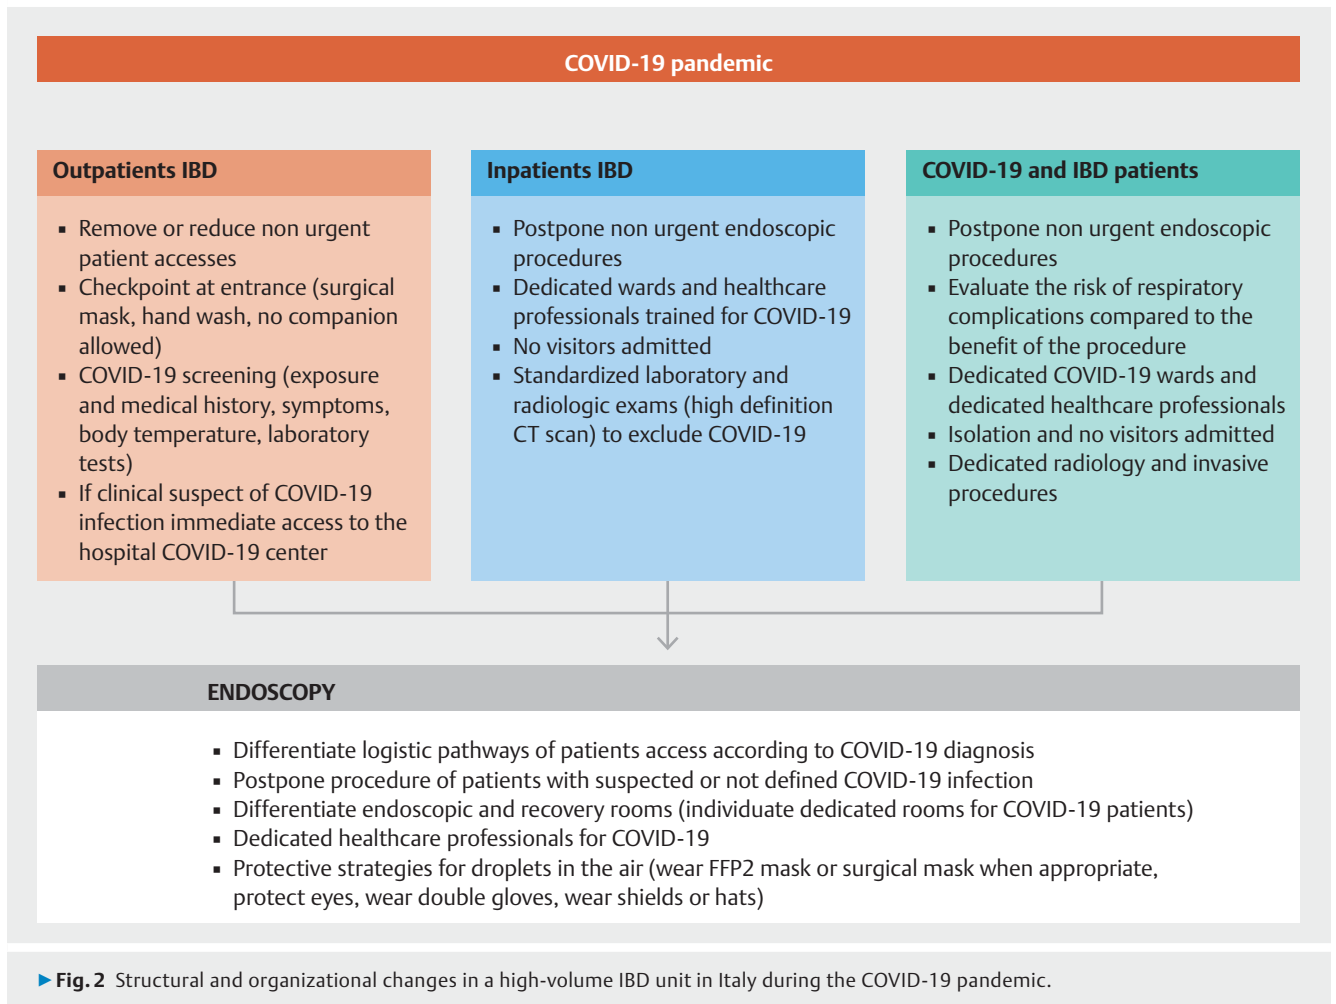 COVID-19 pandemic
Outpatients IBD
▪ Remove or reduce non urgent
patient accesses
▪ Checkpoint at entrance (surgical
mask, hand wash, no companion
allowed)
▪ COVID-19 screening (exposure
and medical history, symptoms,
body temperature, laboratory
tests)
▪ If clinical suspect of COVID-19
infection immediate access to the
hospital COVID-19 center
Inpatients IBD
▪ Postpone non urgent endoscopic
procedures
▪ Dedicated wards and healthcare
professionals trained for COVID-19
▪ No visitors admitted
▪ Standardized laboratory and
radiologic exams (high definition
CT scan) to exclude COVID-19
COVID-19 and IBD patients
▪ Postpone non urgent endoscopic
procedures
▪ Evaluate the risk of respiratory
complications compared to the
benefit of the procedure
▪ Dedicated COVID-19 wards and
dedicated healthcare professionals
▪ Isolation and no visitors admitted
▪ Dedicated radiology and invasive
procedures
ENDOSCOPY
▪ Differentiate logistic pathways of patients access according to COVID-19 diagnosis
▪ Postpone procedure of patients with suspected or not defined COVID-19 infection
▪ Differentiate endoscopic and recovery rooms (individuate dedicated rooms for COVID-19 patients)
▪ Dedicated healthcare professionals for COVID-19
▪ Protective strategies for droplets in the air (wear FFP2 mask or surgical mask when appropriate,
protect eyes, wear double gloves, wear shields or hats)
▶ Fig. 2 Structural and organizational changes in a high-volume IBD unit in Italy during the COVID-19 pandemic.